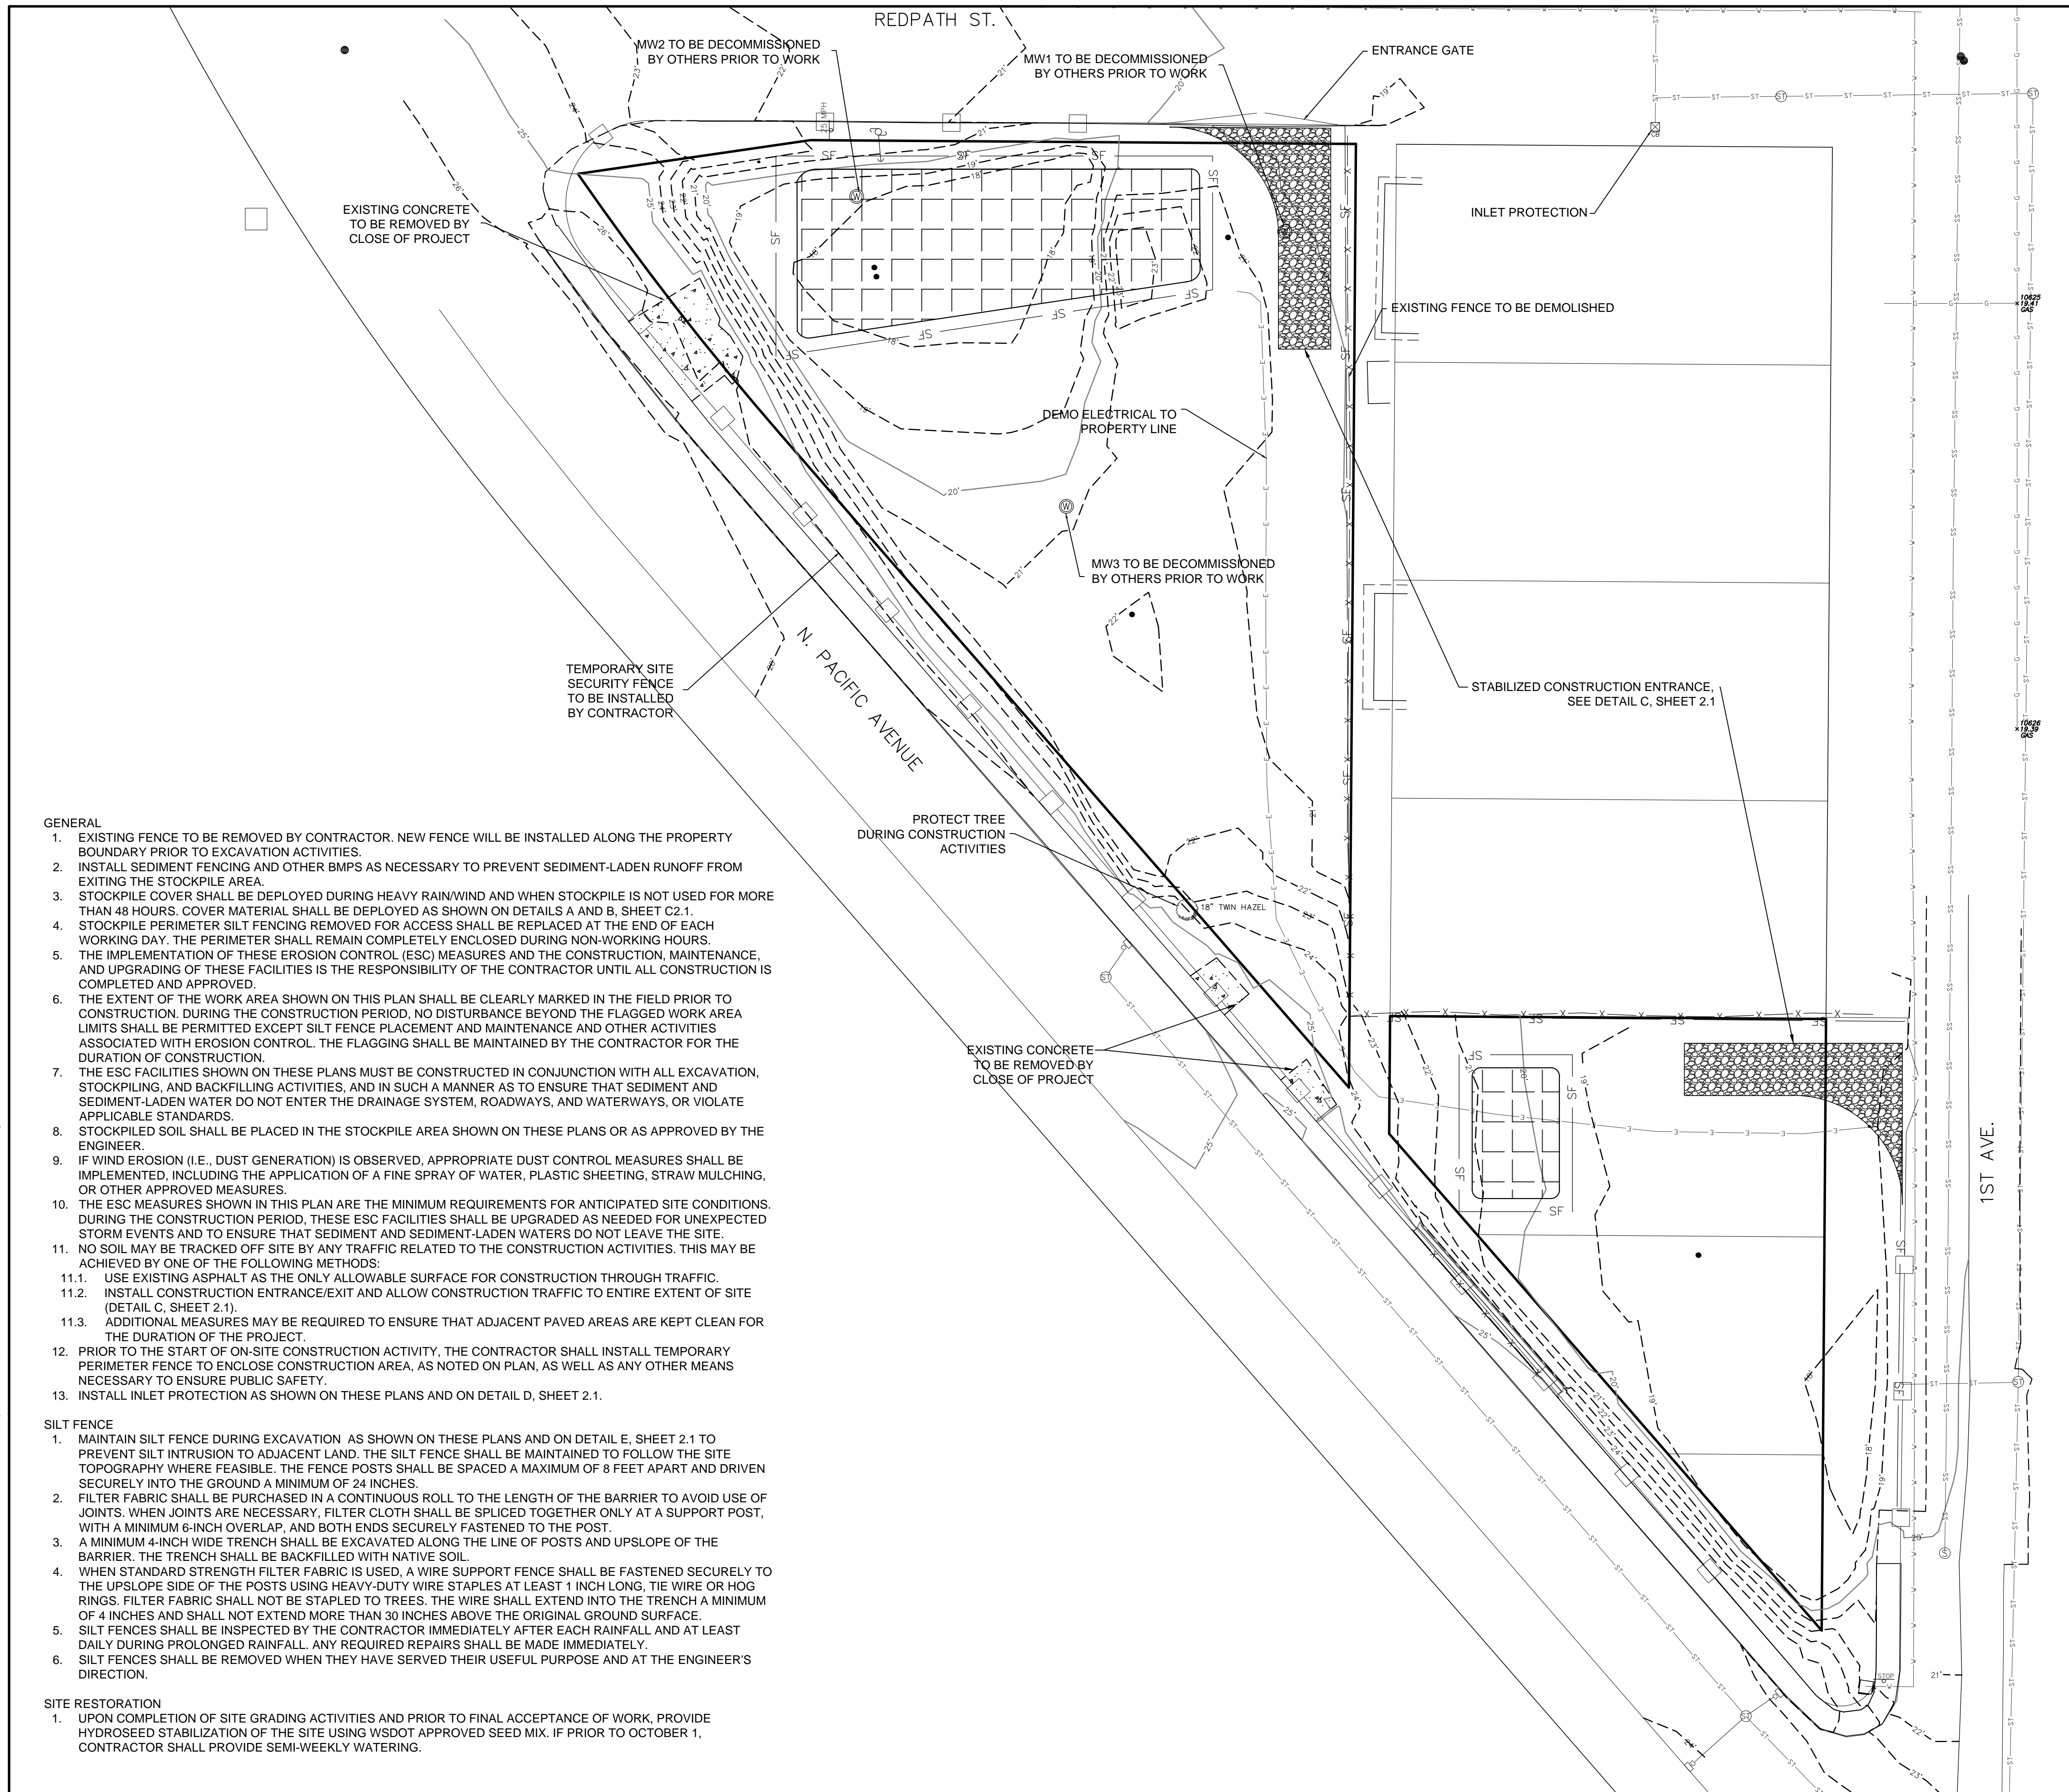 REDPATH ST.
MW2 TO BE DECOMMISSIONED
BY OTHERS PRIOR TO WORK
MW1 TO BE DECOMMISSIONED
BY OTHERS PRIOR TO WORK
ENTRANCE GATE
25 MPH
INLET PROTECTION
CB
EXISTING CONCRETE
TO BE REMOVED BY
CLOSE OF PROJECT
EXISTING FENCE TO BE DEMOLISHED
10625
19.41
GAS
DEMO ELECTRICAL TO
PROPERTY LINE
MW3 TO BE DECOMMISSIONED
BY OTHERS PRIOR TO WORK
TEMPORARY SITE
SECURITY FENCE
TO BE INSTALLED
BY CONTRACTOR
N. PACIFIC AVENUE
STABILIZED CONSTRUCTION ENTRANCE,
SEE DETAIL C, SHEET 2.1
10626
19.39
GAS
PROTECT TREE
DURING CONSTRUCTION
ACTIVITIES
18" TWIN HAZEL
EXISTING CONCRETE
TO BE REMOVED BY
CLOSE OF PROJECT
1ST AVE.
STOP
GENERAL
1. EXISTING FENCE TO BE REMOVED BY CONTRACTOR. NEW FENCE WILL BE INSTALLED ALONG THE PROPERTY
BOUNDARY PRIOR TO EXCAVATION ACTIVITIES.
2. INSTALL SEDIMENT FENCING AND OTHER BMPS AS NECESSARY TO PREVENT SEDIMENT-LADEN RUNOFF FROM
EXITING THE STOCKPILE AREA.
3. STOCKPILE COVER SHALL BE DEPLOYED DURING HEAVY RAIN/WIND AND WHEN STOCKPILE IS NOT USED FOR MORE
THAN 48 HOURS. COVER MATERIAL SHALL BE DEPLOYED AS SHOWN ON DETAILS A AND B, SHEET C2.1.
4. STOCKPILE PERIMETER SILT FENCING REMOVED FOR ACCESS SHALL BE REPLACED AT THE END OF EACH
WORKING DAY. THE PERIMETER SHALL REMAIN COMPLETELY ENCLOSED DURING NON-WORKING HOURS.
5. THE IMPLEMENTATION OF THESE EROSION CONTROL (ESC) MEASURES AND THE CONSTRUCTION, MAINTENANCE,
AND UPGRADING OF THESE FACILITIES IS THE RESPONSIBILITY OF THE CONTRACTOR UNTIL ALL CONSTRUCTION IS
COMPLETED AND APPROVED.
6. THE EXTENT OF THE WORK AREA SHOWN ON THIS PLAN SHALL BE CLEARLY MARKED IN THE FIELD PRIOR TO
CONSTRUCTION. DURING THE CONSTRUCTION PERIOD, NO DISTURBANCE BEYOND THE FLAGGED WORK AREA
LIMITS SHALL BE PERMITTED EXCEPT SILT FENCE PLACEMENT AND MAINTENANCE AND OTHER ACTIVITIES
ASSOCIATED WITH EROSION CONTROL. THE FLAGGING SHALL BE MAINTAINED BY THE CONTRACTOR FOR THE
DURATION OF CONSTRUCTION.
7. THE ESC FACILITIES SHOWN ON THESE PLANS MUST BE CONSTRUCTED IN CONJUNCTION WITH ALL EXCAVATION,
STOCKPILING, AND BACKFILLING ACTIVITIES, AND IN SUCH A MANNER AS TO ENSURE THAT SEDIMENT AND
SEDIMENT-LADEN WATER DO NOT ENTER THE DRAINAGE SYSTEM, ROADWAYS, AND WATERWAYS, OR VIOLATE
APPLICABLE STANDARDS.
8. STOCKPILED SOIL SHALL BE PLACED IN THE STOCKPILE AREA SHOWN ON THESE PLANS OR AS APPROVED BY THE
ENGINEER.
9. IF WIND EROSION (I.E., DUST GENERATION) IS OBSERVED, APPROPRIATE DUST CONTROL MEASURES SHALL BE
IMPLEMENTED, INCLUDING THE APPLICATION OF A FINE SPRAY OF WATER, PLASTIC SHEETING, STRAW MULCHING,
OR OTHER APPROVED MEASURES.
10. THE ESC MEASURES SHOWN IN THIS PLAN ARE THE MINIMUM REQUIREMENTS FOR ANTICIPATED SITE CONDITIONS.
DURING THE CONSTRUCTION PERIOD, THESE ESC FACILITIES SHALL BE UPGRADED AS NEEDED FOR UNEXPECTED
STORM EVENTS AND TO ENSURE THAT SEDIMENT AND SEDIMENT-LADEN WATERS DO NOT LEAVE THE SITE.
11. NO SOIL MAY BE TRACKED OFF SITE BY ANY TRAFFIC RELATED TO THE CONSTRUCTION ACTIVITIES. THIS MAY BE
ACHIEVED BY ONE OF THE FOLLOWING METHODS:
11.1. USE EXISTING ASPHALT AS THE ONLY ALLOWABLE SURFACE FOR CONSTRUCTION THROUGH TRAFFIC.
11.2. INSTALL CONSTRUCTION ENTRANCE/EXIT AND ALLOW CONSTRUCTION TRAFFIC TO ENTIRE EXTENT OF SITE
(DETAIL C, SHEET 2.1).
11.3. ADDITIONAL MEASURES MAY BE REQUIRED TO ENSURE THAT ADJACENT PAVED AREAS ARE KEPT CLEAN FOR
THE DURATION OF THE PROJECT.
12. PRIOR TO THE START OF ON-SITE CONSTRUCTION ACTIVITY, THE CONTRACTOR SHALL INSTALL TEMPORARY
PERIMETER FENCE TO ENCLOSE CONSTRUCTION AREA, AS NOTED ON PLAN, AS WELL AS ANY OTHER MEANS
NECESSARY TO ENSURE PUBLIC SAFETY.
13. INSTALL INLET PROTECTION AS SHOWN ON THESE PLANS AND ON DETAIL D, SHEET 2.1.
SILT FENCE
1. MAINTAIN SILT FENCE DURING EXCAVATION AS SHOWN ON THESE PLANS AND ON DETAIL E, SHEET 2.1 TO
PREVENT SILT INTRUSION TO ADJACENT LAND. THE SILT FENCE SHALL BE MAINTAINED TO FOLLOW THE SITE
TOPOGRAPHY WHERE FEASIBLE. THE FENCE POSTS SHALL BE SPACED A MAXIMUM OF 8 FEET APART AND DRIVEN
SECURELY INTO THE GROUND A MINIMUM OF 24 INCHES.
2. FILTER FABRIC SHALL BE PURCHASED IN A CONTINUOUS ROLL TO THE LENGTH OF THE BARRIER TO AVOID USE OF
JOINTS. WHEN JOINTS ARE NECESSARY, FILTER CLOTH SHALL BE SPLICED TOGETHER ONLY AT A SUPPORT POST,
WITH A MINIMUM 6-INCH OVERLAP, AND BOTH ENDS SECURELY FASTENED TO THE POST.
3. A MINIMUM 4-INCH WIDE TRENCH SHALL BE EXCAVATED ALONG THE LINE OF POSTS AND UPSLOPE OF THE
BARRIER. THE TRENCH SHALL BE BACKFILLED WITH NATIVE SOIL.
4. WHEN STANDARD STRENGTH FILTER FABRIC IS USED, A WIRE SUPPORT FENCE SHALL BE FASTENED SECURELY TO
THE UPSLOPE SIDE OF THE POSTS USING HEAVY-DUTY WIRE STAPLES AT LEAST 1 INCH LONG, TIE WIRE OR HOG
RINGS. FILTER FABRIC SHALL NOT BE STAPLED TO TREES. THE WIRE SHALL EXTEND INTO THE TRENCH A MINIMUM
OF 4 INCHES AND SHALL NOT EXTEND MORE THAN 30 INCHES ABOVE THE ORIGINAL GROUND SURFACE.
5. SILT FENCES SHALL BE INSPECTED BY THE CONTRACTOR IMMEDIATELY AFTER EACH RAINFALL AND AT LEAST
DAILY DURING PROLONGED RAINFALL. ANY REQUIRED REPAIRS SHALL BE MADE IMMEDIATELY.
6. SILT FENCES SHALL BE REMOVED WHEN THEY HAVE SERVED THEIR USEFUL PURPOSE AND AT THE ENGINEER'S
DIRECTION.
SITE RESTORATION
1. UPON COMPLETION OF SITE GRADING ACTIVITIES AND PRIOR TO FINAL ACCEPTANCE OF WORK, PROVIDE
HYDROSEED STABILIZATION OF THE SITE USING WSDOT APPROVED SEED MIX. IF PRIOR TO OCTOBER 1,
CONTRACTOR SHALL PROVIDE SEMI-WEEKLY WATERING.